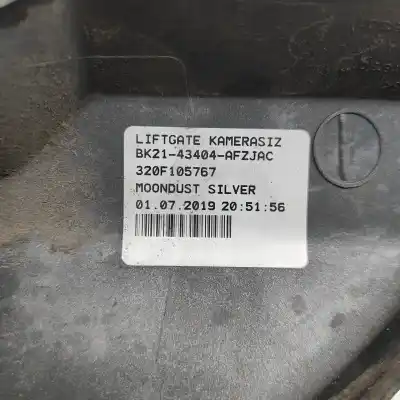 LIFTGATE KAMERASIZ
BK21-43404-AFZJAC
320F105767
MOONDUST SILVER
01.07.2019 20:51:56